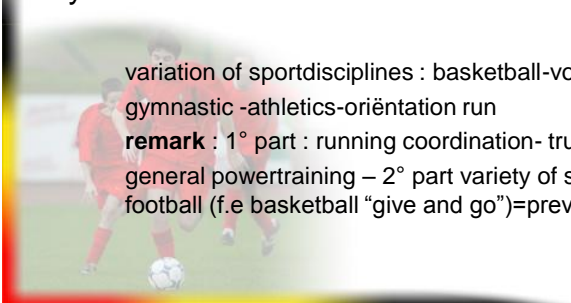 variation of sportdisciplines : basketball-vo
gymnastic -athletics-oriëntation run
remark : 1° part : running coordination- tru
general powertraining – 2° part variety of s
football (f.e basketball “give and go”)=prev